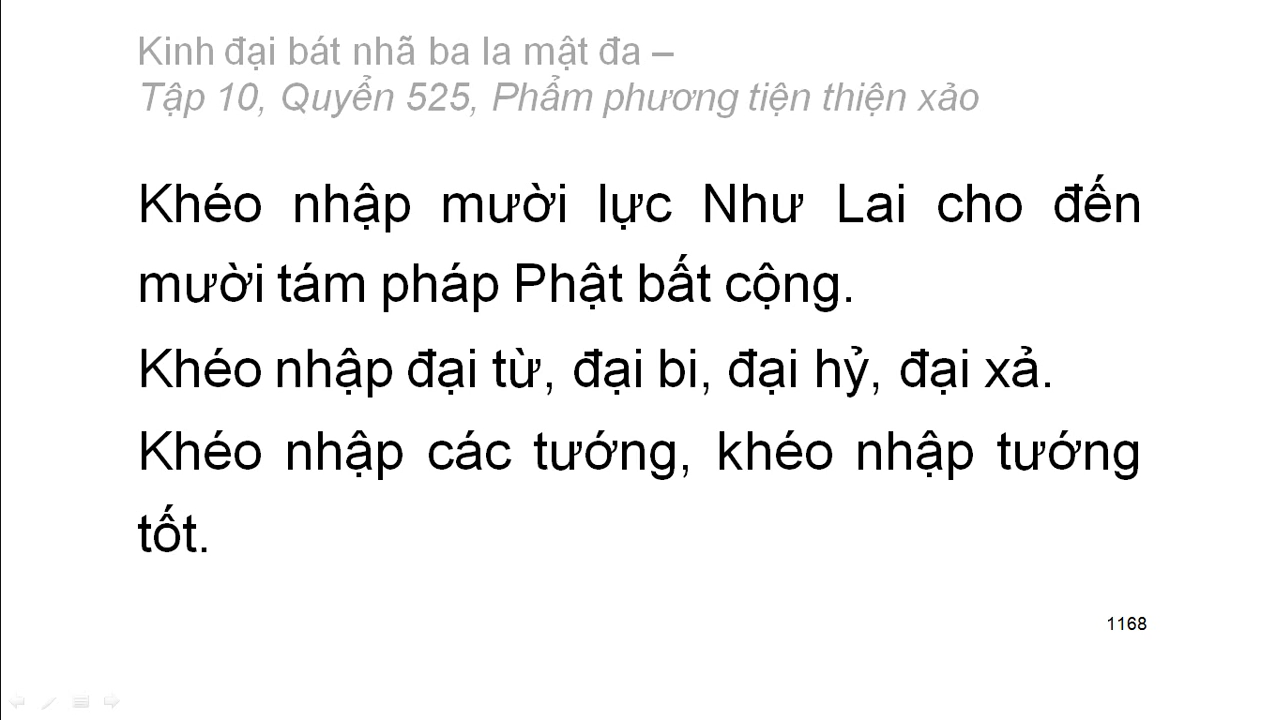 Kinh đại bát nhã ba la mật đa –
Tập 10, Quyển 525, Phẩm phương tiện thiện xảo
Khéo nhập mười lực Như Lai cho đến
mười tám pháp Phật bất cộng.
Khéo nhập đại từ, đại bi, đại hỷ, đại xả.
Khéo nhập các tướng, khéo nhập tướng
tốt.
1168